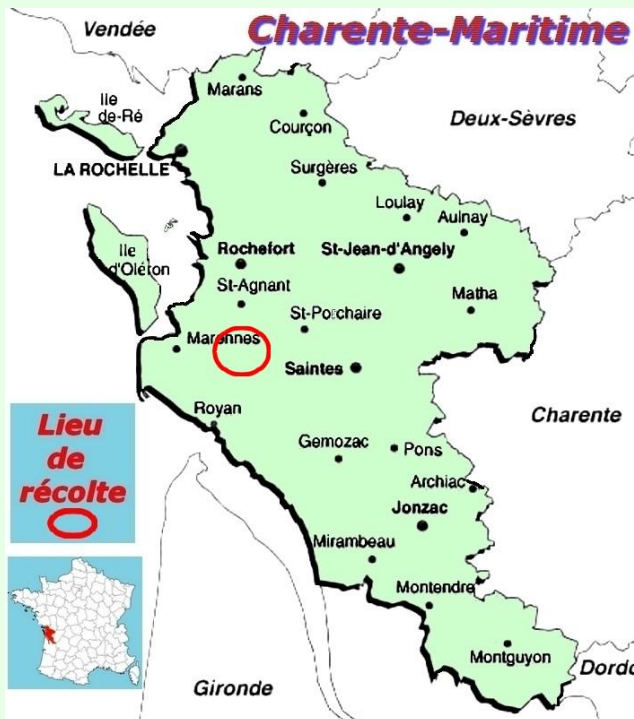 Charente-Maritime
Vendée
Marans
Ile
de-Ré
Courçon
Deux-Sèvres
LA ROCHELLE
Surgères
Loulay
Aulnay
Ile
d'Oléron
Rochefort
St-Jean-d'Angely
St-Agnant
Matha
St-Porchaire
Marennes
Saintes
Charente
Royan
Lieu
de
récolte
Gemozac
Pons
Archiac
Jonzac
Mirambeau
Montendre
Montguyon
Gironde
Dordo